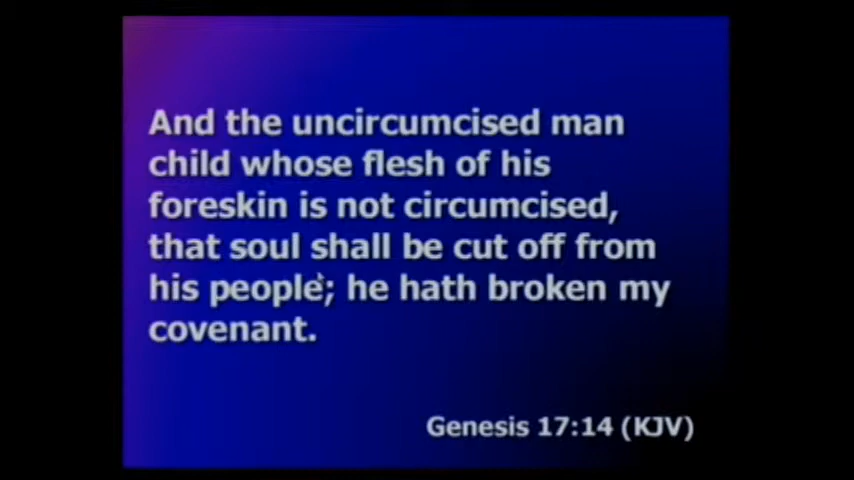 And the uncircumcised man
child whose flesh of his
foreskin is not circumcised,
that soul shall be cut off from
his people; he hath broken my
covenant.
Genesis 17:14 (KJV)